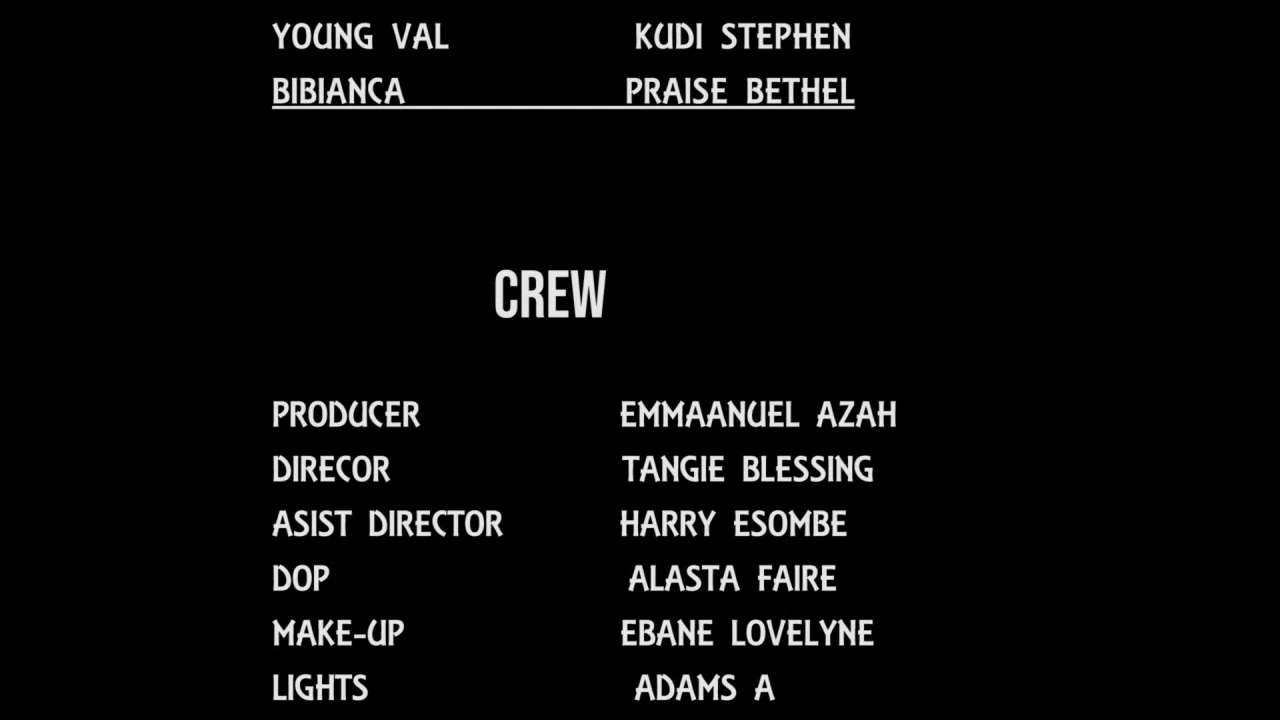 YOUNG VAL KUDI STEPHEN
BIBIANCA PRAISE BETHEL
CREW
PRODUCER EMMAANUEL AZAH
DIRECOR TANGIE BLESSING
ASIST DIRECTOR HARRY ESOMBE
DOP ALASTA FAIRE
MAKE-UP EBANE LOVELYNE
LIGHTS ADAMS A